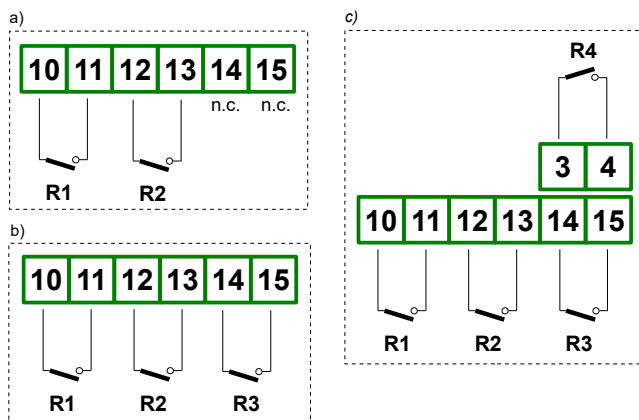 a)
10 11 12 13 14 15
n.c. n.c.
R1 R2
b)
10 11 12 13 14 15
R1 R2 R3
c)
R4
3 4
10 11 12 13 14 15
R1 R2 R3